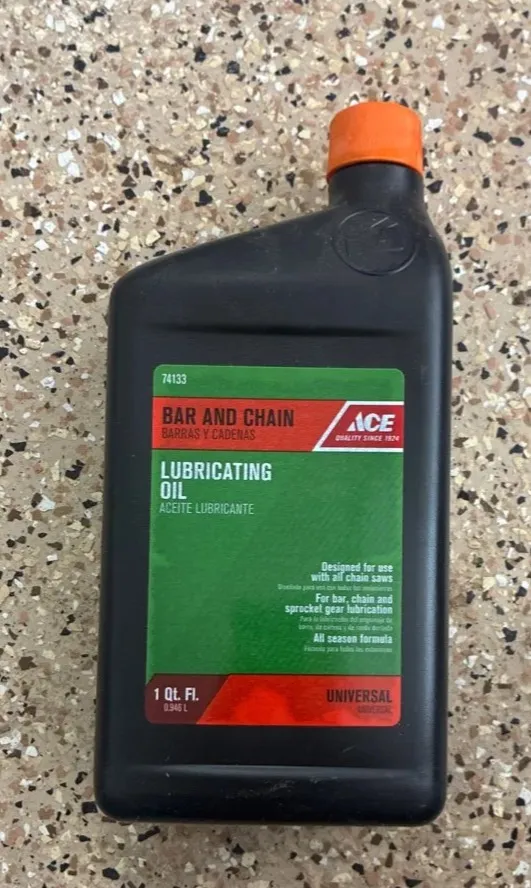 74133
BAR AND CHAIN
BARRAS Y CADENAS
ACE
QUALITY SINCE 1924
LUBRICATING
OIL
ACEITE LUBRICANTE
Designed for use
with all chain saws
For bar, chain and
sprocket gear lubrication
All season formula
1 Qt. Fl.
0.946 L
UNIVERSAL
UNIVERSAL